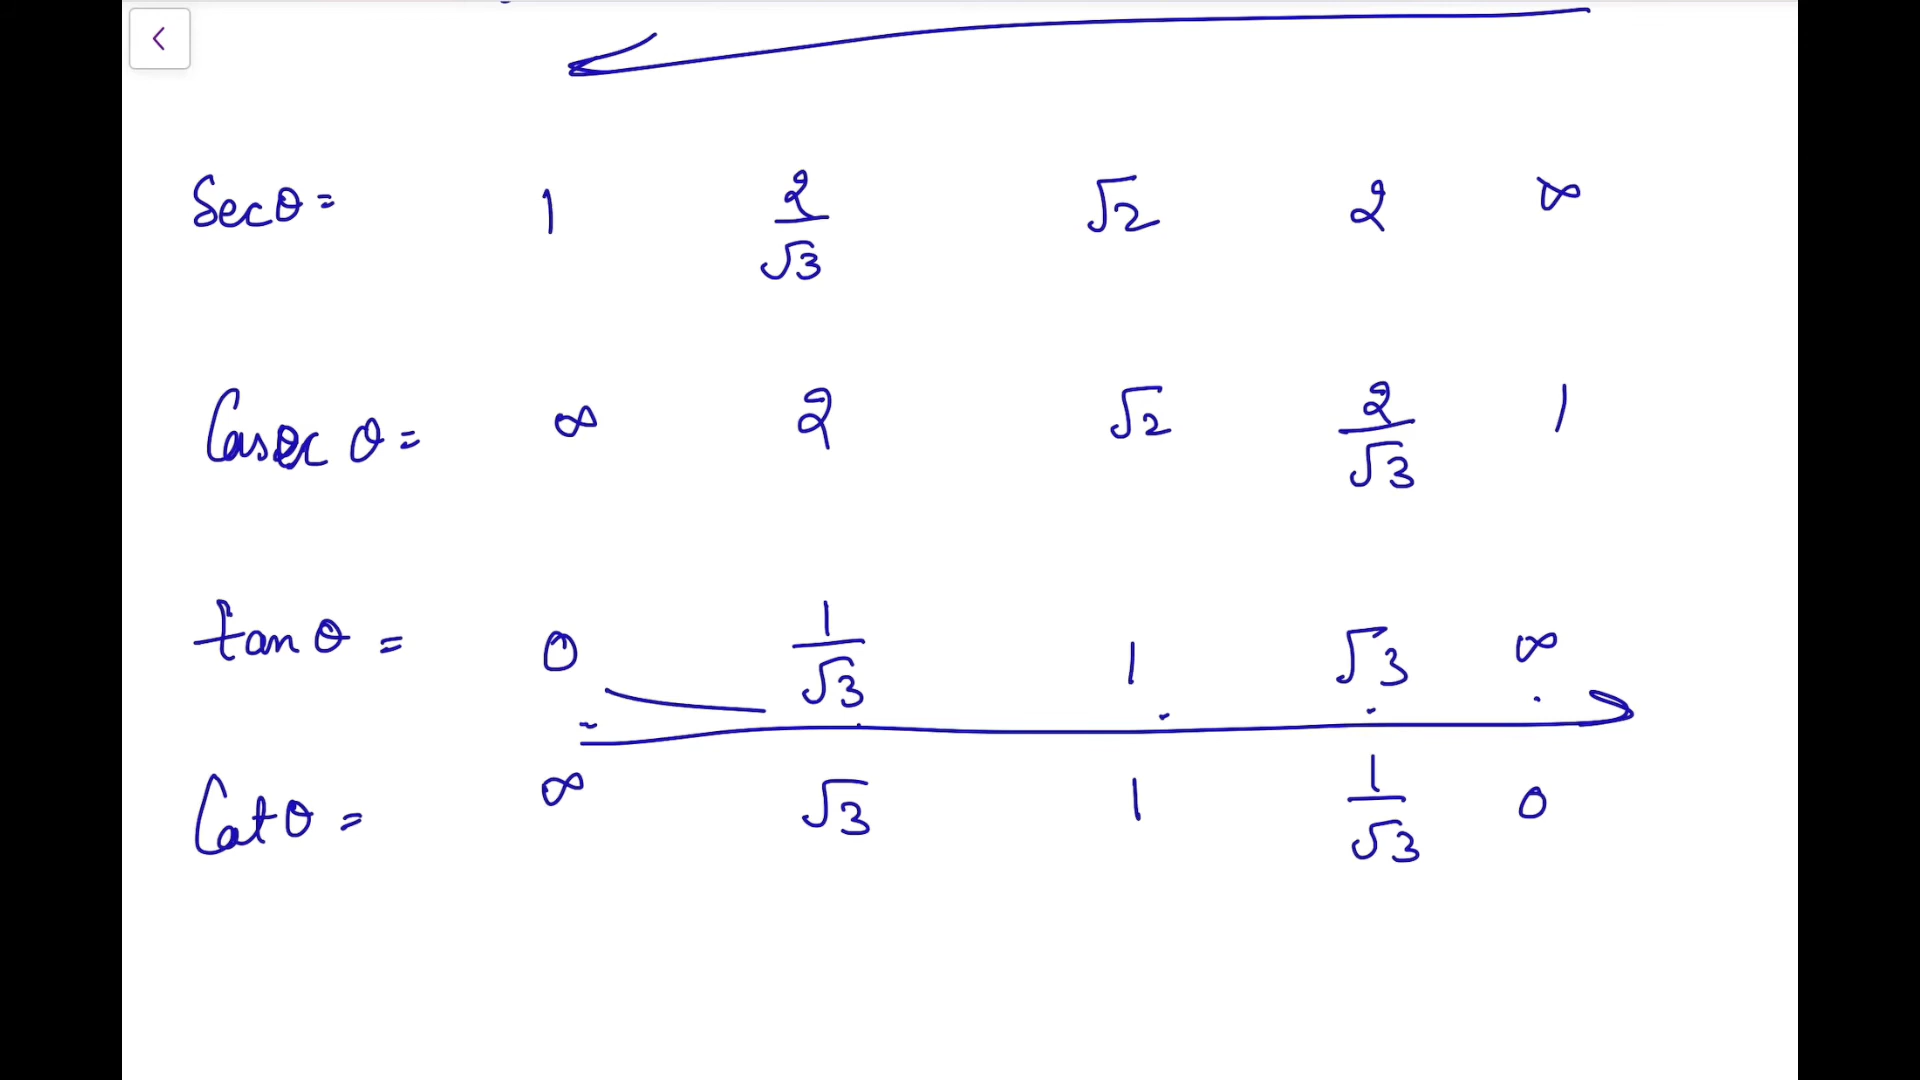 Secθ = 1 2/√3 √2 2 ∞
Cosec θ = ∞ 2 √2 2/√3 1
tan θ = 0 1/√3 1 √3 ∞
Cot θ = ∞ √3 1 1/√3 0